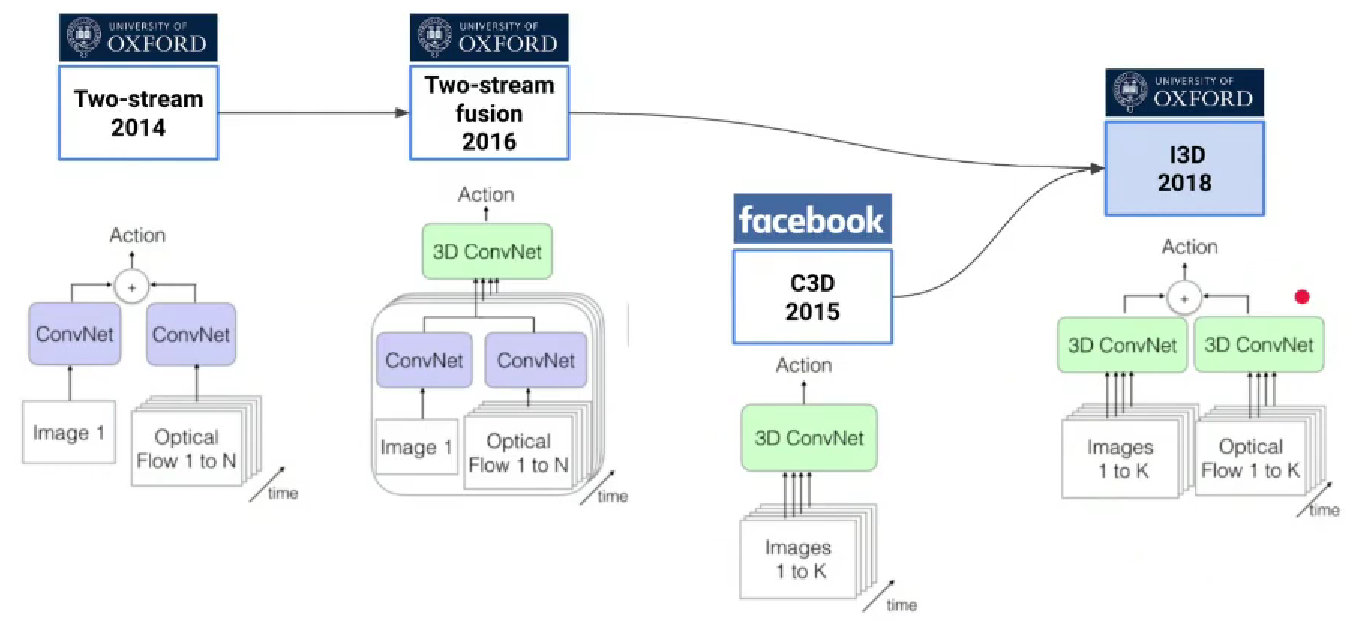 UNIVERSITY OF
OXFORD
Two-stream
2014
Action
+
ConvNet
ConvNet
Image 1
Optical
Flow 1 to N
time
UNIVERSITY OF
OXFORD
Two-stream
fusion
2016
Action
3D ConvNet
ConvNet
ConvNet
Image 1
Optical
Flow 1 to N
time
facebook
C3D
2015
Action
3D ConvNet
Images
1 to K
time
UNIVERSITY OF
OXFORD
I3D
2018
Action
+
3D ConvNet
3D ConvNet
Images
1 to K
Optical
Flow 1 to K
time